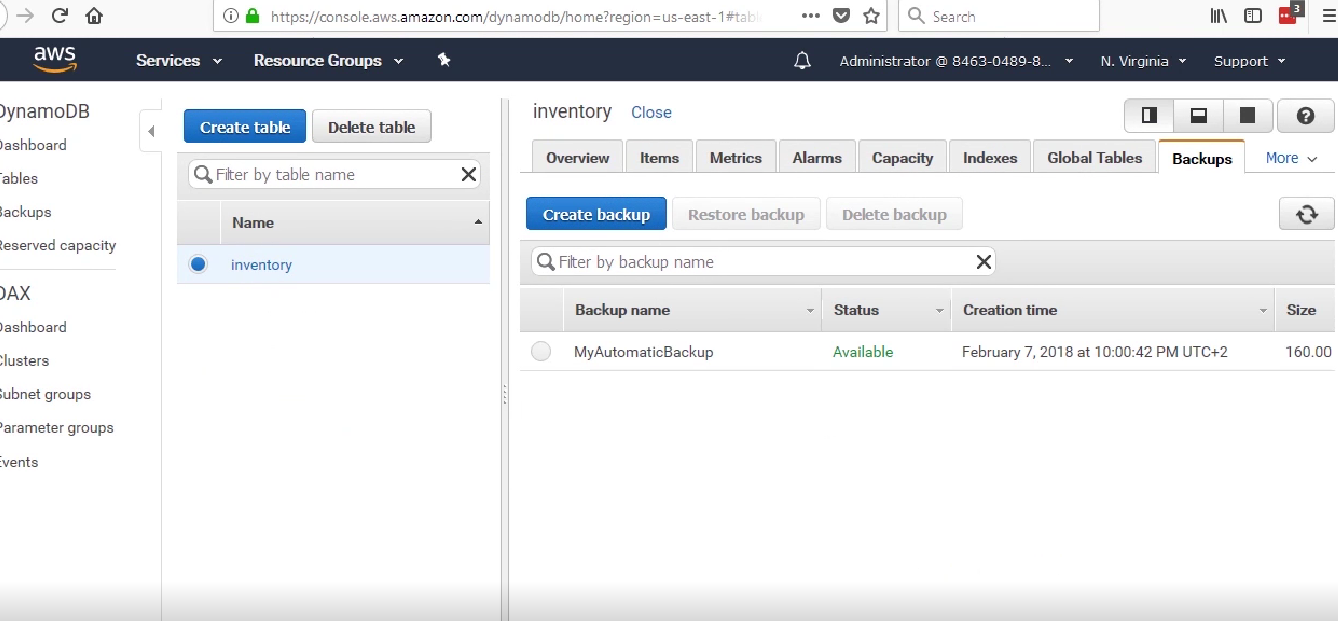 https://console.aws.amazon.com/dynamodb/home?region=us-east-1#tabl
Search
3
aws
Services
Resource Groups
Administrator @ 8463-0489-8...
N. Virginia
Support
DynamoDB
Dashboard
Tables
Backups
Reserved capacity
DAX
Dashboard
Clusters
Subnet groups
Parameter groups
Events
Create table
Delete table
Filter by table name
Name
inventory
inventory Close
Overview
Items
Metrics
Alarms
Capacity
Indexes
Global Tables
Backups
More
Create backup
Restore backup
Delete backup
Filter by backup name
Backup name
Status
Creation time
Size
MyAutomaticBackup
Available
February 7, 2018 at 10:00:42 PM UTC+2
160.00